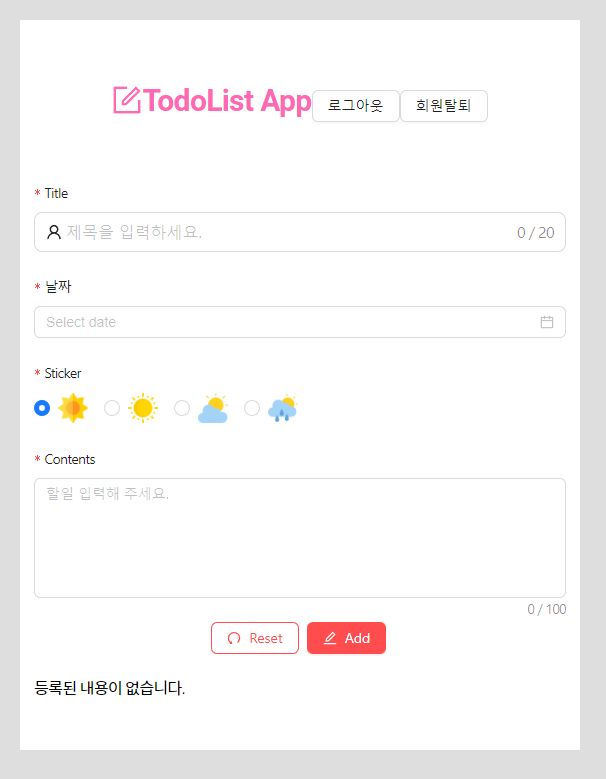 TodoList App 로그아웃 회원탈퇴
* Title
제목을 입력하세요. 0 / 20
* 날짜
Select date
* Sticker
* Contents
할일 입력해 주세요.
0 / 100
Reset Add
등록된 내용이 없습니다.